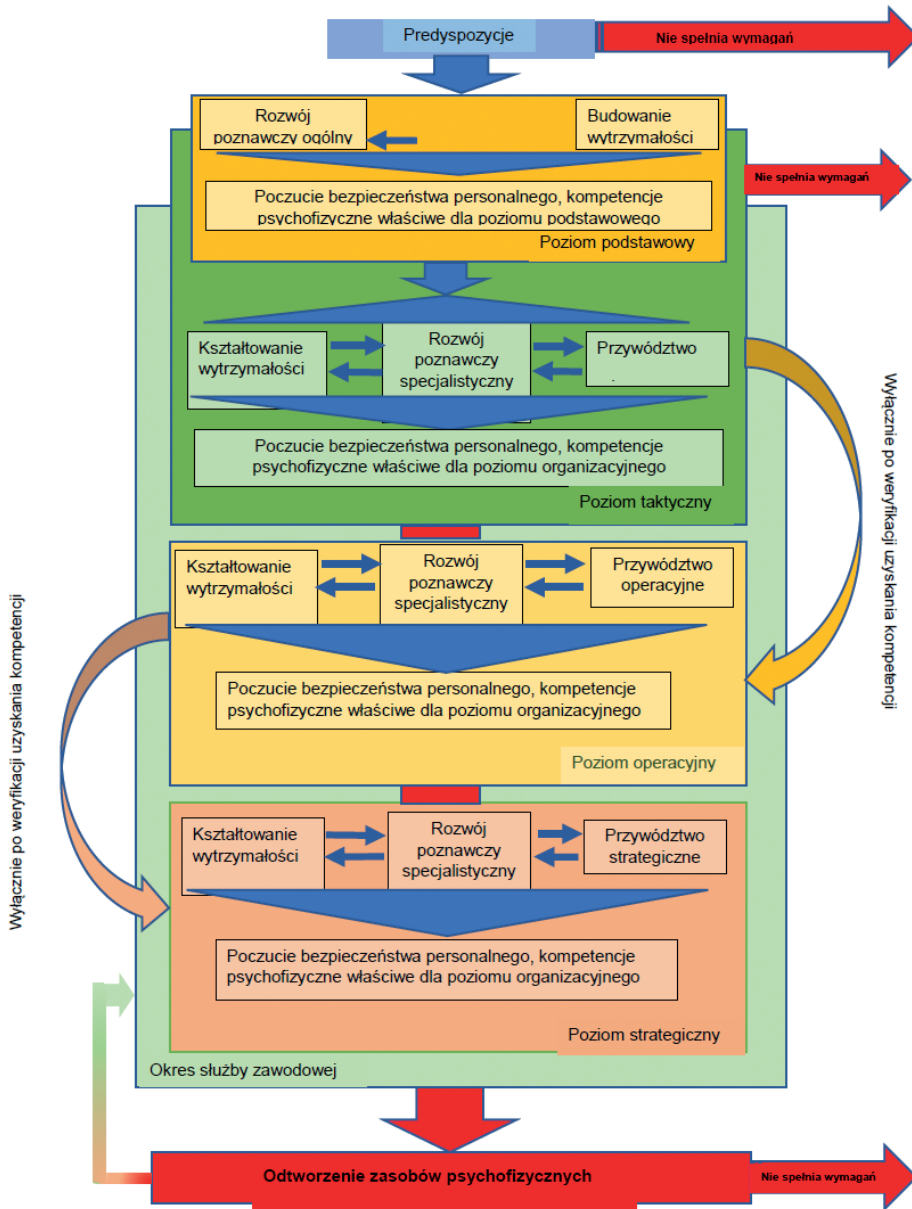 Predyspozycje
Nie spełnia wymagań
Rozwój
poznawczy ogólny
Budowanie
wytrzymałości
Nie spełnia wymagań
Poczucie bezpieczeństwa personalnego, kompetencje
psychofizyczne właściwe dla poziomu podstawowego
Poziom podstawowy
Kształtowanie
wytrzymałości
Rozwój
poznawczy
specjalistyczny
Przywództwo
.
Poczucie bezpieczeństwa personalnego, kompetencje
psychofizyczne właściwe dla poziomu organizacyjnego
Poziom taktyczny
Wyłącznie po weryfikacji uzyskania kompetencji
Kształtowanie
wytrzymałości
Rozwój
poznawczy
specjalistyczny
Przywództwo
operacyjne
Poczucie bezpieczeństwa personalnego, kompetencje
psychofizyczne właściwe dla poziomu organizacyjnego
Poziom operacyjny
Wyłącznie po weryfikacji uzyskania kompetencji
Kształtowanie
wytrzymałości
Rozwój
poznawczy
specjalistyczny
Przywództwo
strategiczne
Poczucie bezpieczeństwa personalnego, kompetencje
psychofizyczne właściwe dla poziomu organizacyjnego
Poziom strategiczny
Okres służby zawodowej
Odtworzenie zasobów psychofizycznych
Nie spełnia wymagań